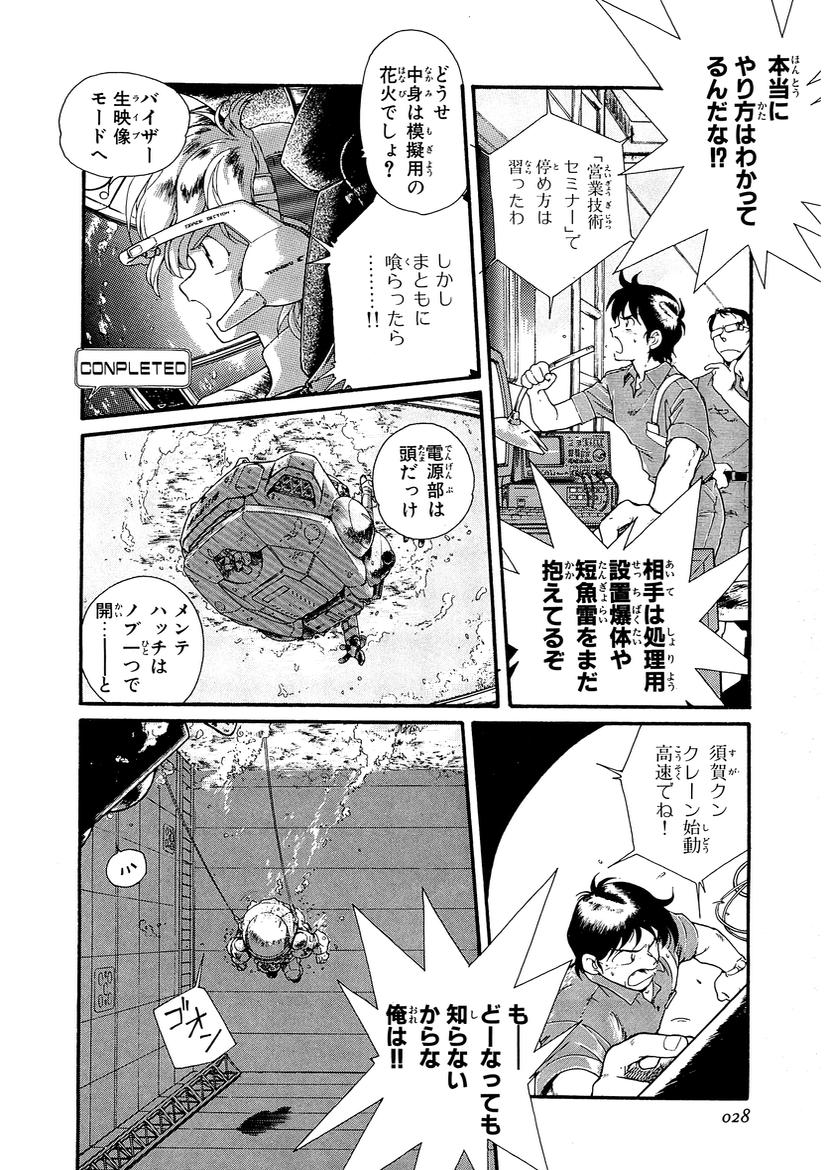 本当に
やり方はわかって
るんだな!?
「営業技術
セミナー」で
停め方は
習ったわ
相手は処理用
設置爆体や
短魚雷をまだ
抱えてるぞ
どうせ
中身は模擬用の
花火でしょ?
しかし
まともに
喰らったら
………!!
バイザー
生映像
モードへ
CONPLETED
電源部は
頭だっけ
メンテ
ハッチは
ノブ一つで
開…──と
須賀クン
クレーン始動
高速でね!
も──
どーなっても
知らない
からな
俺は!!
ゴオン
028